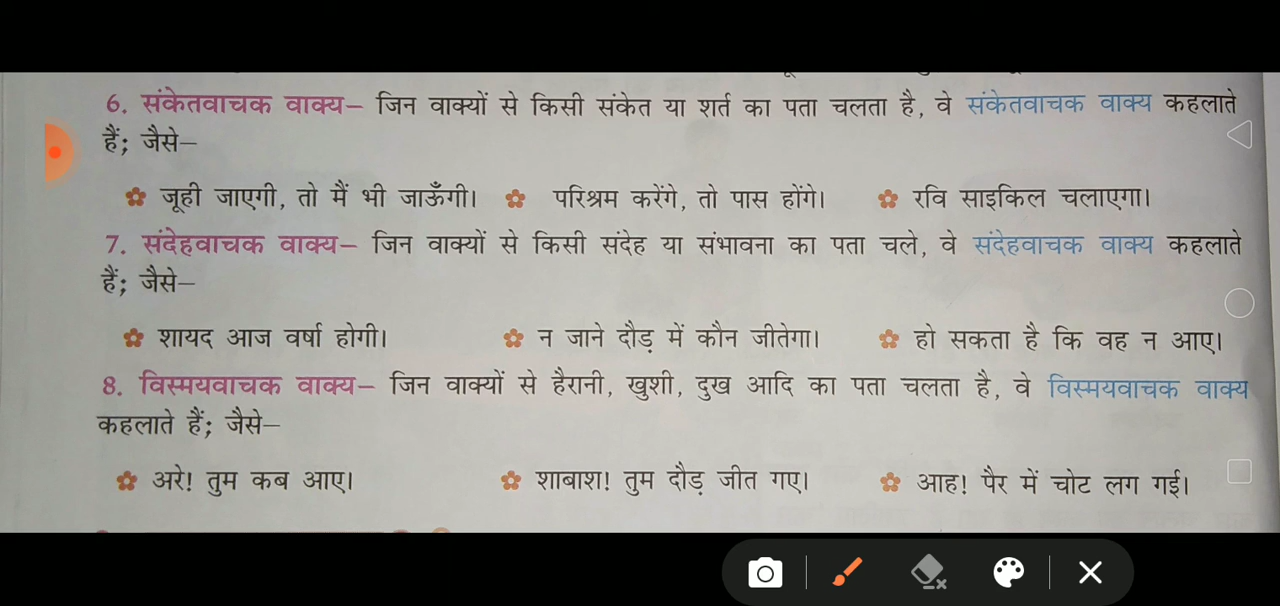 6. संकेतवाचक वाक्य– जिन वाक्यों से किसी संकेत या शर्त का पता चलता है, वे संकेतवाचक वाक्य कहलाते
हैं; जैसे–
जूही जाएगी, तो मैं भी जाऊँगी। परिश्रम करेंगे, तो पास होंगे। रवि साइकिल चलाएगा।
7. संदेहवाचक वाक्य– जिन वाक्यों से किसी संदेह या संभावना का पता चले, वे संदेहवाचक वाक्य कहलाते
हैं; जैसे–
शायद आज वर्षा होगी। न जाने दौड़ में कौन जीतेगा। हो सकता है कि वह न आए।
8. विस्मयवाचक वाक्य– जिन वाक्यों से हैरानी, खुशी, दुख आदि का पता चलता है, वे विस्मयवाचक वाक्य
कहलाते हैं; जैसे–
अरे! तुम कब आए। शाबाश! तुम दौड़ जीत गए। आह! पैर में चोट लग गई।